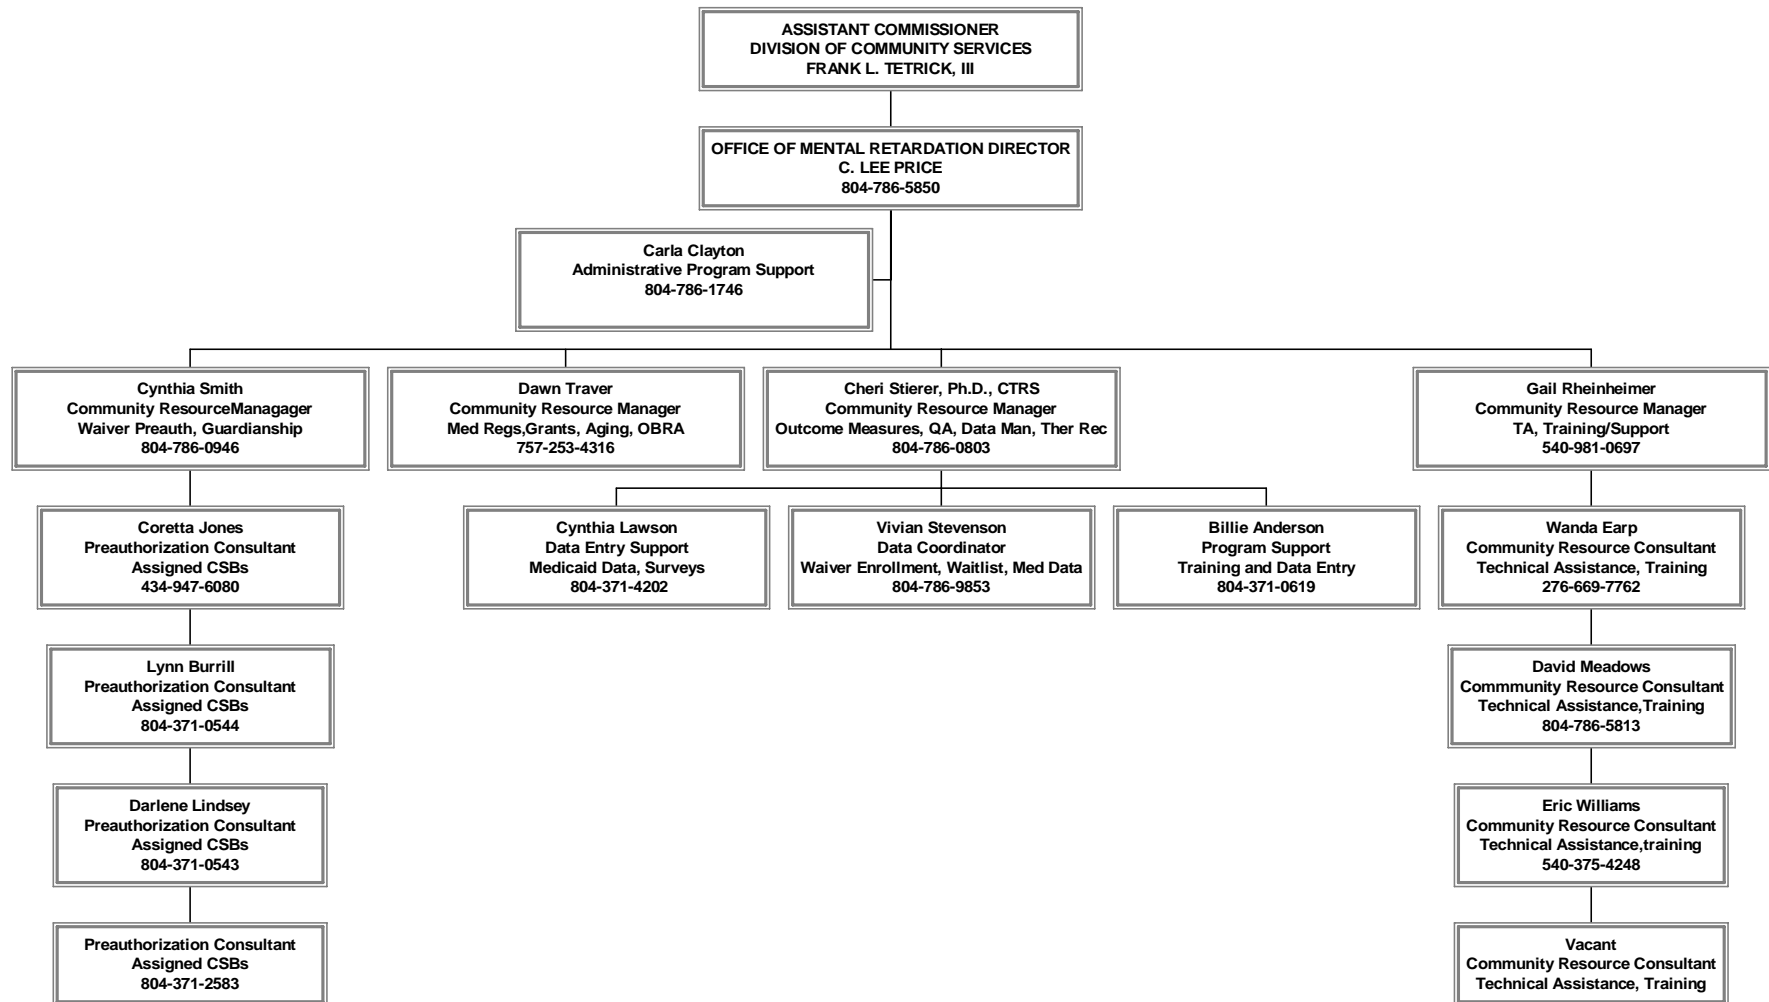 ASSISTANT COMMISSIONER
DIVISION OF COMMUNITY SERVICES
FRANK L. TETRICK, III
OFFICE OF MENTAL RETARDATION DIRECTOR
C. LEE PRICE
804-786-5850
Carla Clayton
Administrative Program Support
804-786-1746
Cynthia Smith
Community ResourceManagager
Waiver Preauth, Guardianship
804-786-0946
Dawn Traver
Community Resource Manager
Med Regs,Grants, Aging, OBRA
757-253-4316
Cheri Stierer, Ph.D., CTRS
Community Resource Manager
Outcome Measures, QA, Data Man, Ther Rec
804-786-0803
Gail Rheinheimer
Community Resource Manager
TA, Training/Support
540-981-0697
Coretta Jones
Preauthorization Consultant
Assigned CSBs
434-947-6080
Cynthia Lawson
Data Entry Support
Medicaid Data, Surveys
804-371-4202
Vivian Stevenson
Data Coordinator
Waiver Enrollment, Waitlist, Med Data
804-786-9853
Billie Anderson
Program Support
Training and Data Entry
804-371-0619
Wanda Earp
Community Resource Consultant
Technical Assistance, Training
276-669-7762
Lynn Burrill
Preauthorization Consultant
Assigned CSBs
804-371-0544
David Meadows
Commmunity Resource Consultant
Technical Assistance,Training
804-786-5813
Darlene Lindsey
Preauthorization Consultant
Assigned CSBs
804-371-0543
Eric Williams
Community Resource Consultant
Technical Assistance,training
540-375-4248
Preauthorization Consultant
Assigned CSBs
804-371-2583
Vacant
Community Resource Consultant
Technical Assistance, Training